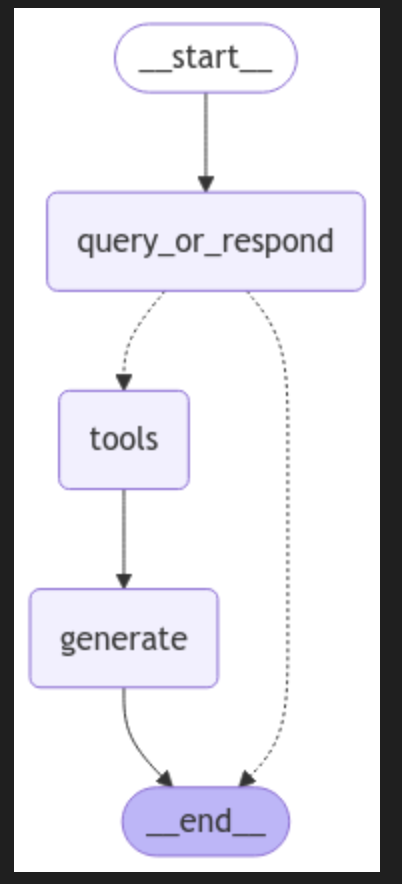 __start__
query_or_respond
tools
generate
__end__